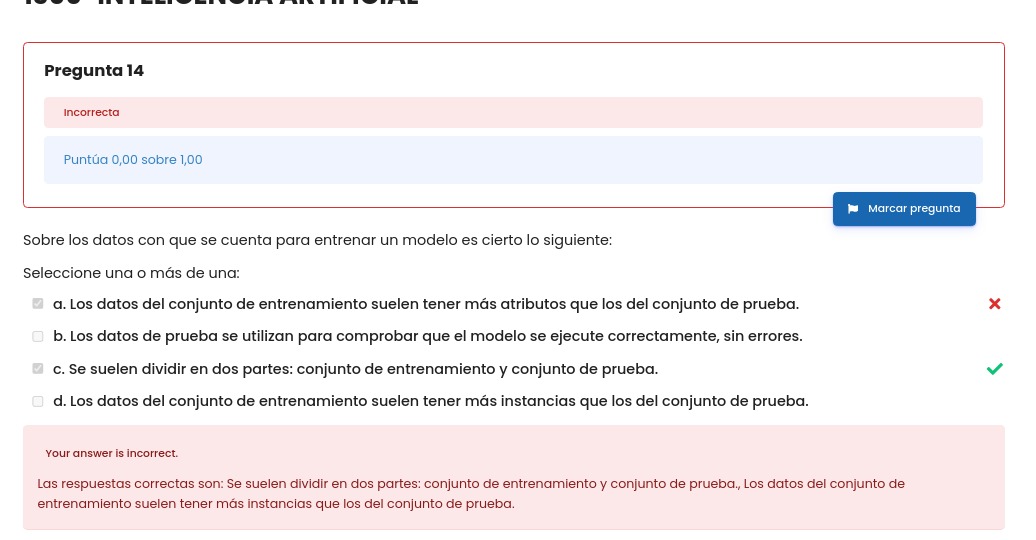 INTELIGENCIA ARTIFICIAL
Pregunta 14
Incorrecta
Puntúa 0,00 sobre 1,00
Marcar pregunta
Sobre los datos con que se cuenta para entrenar un modelo es cierto lo siguiente:
Seleccione una o más de una:
a. Los datos del conjunto de entrenamiento suelen tener más atributos que los del conjunto de prueba.
b. Los datos de prueba se utilizan para comprobar que el modelo se ejecute correctamente, sin errores.
c. Se suelen dividir en dos partes: conjunto de entrenamiento y conjunto de prueba.
d. Los datos del conjunto de entrenamiento suelen tener más instancias que los del conjunto de prueba.
Your answer is incorrect.
Las respuestas correctas son: Se suelen dividir en dos partes: conjunto de entrenamiento y conjunto de prueba., Los datos del conjunto de
entrenamiento suelen tener más instancias que los del conjunto de prueba.